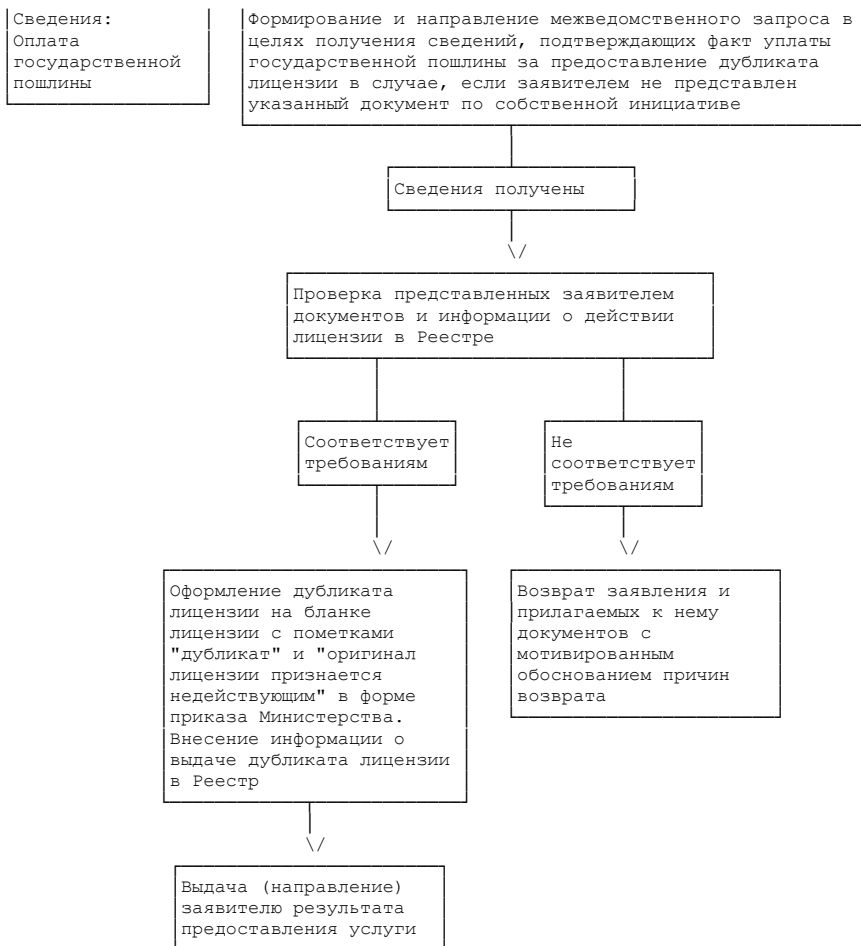 Сведения:
Оплата
государственной
пошлины
Формирование и направление межведомственного запроса в
целях получения сведений, подтверждающих факт уплаты
государственной пошлины за предоставление дубликата
лицензии в случае, если заявителем не представлен
указанный документ по собственной инициативе
Сведения получены
Проверка представленных заявителем
документов и информации о действии
лицензии в Реестре
Соответствует
требованиям
Не
соответствует
требованиям
Оформление дубликата
лицензии на бланке
лицензии с пометками
"дубликат" и "оригинал
лицензии признается
недействующим" в форме
приказа Министерства.
Внесение информации о
выдаче дубликата лицензии
в Реестр
Возврат заявления и
прилагаемых к нему
документов с
мотивированным
обоснованием причин
возврата
Выдача (направление)
заявителю результата
предоставления услуги